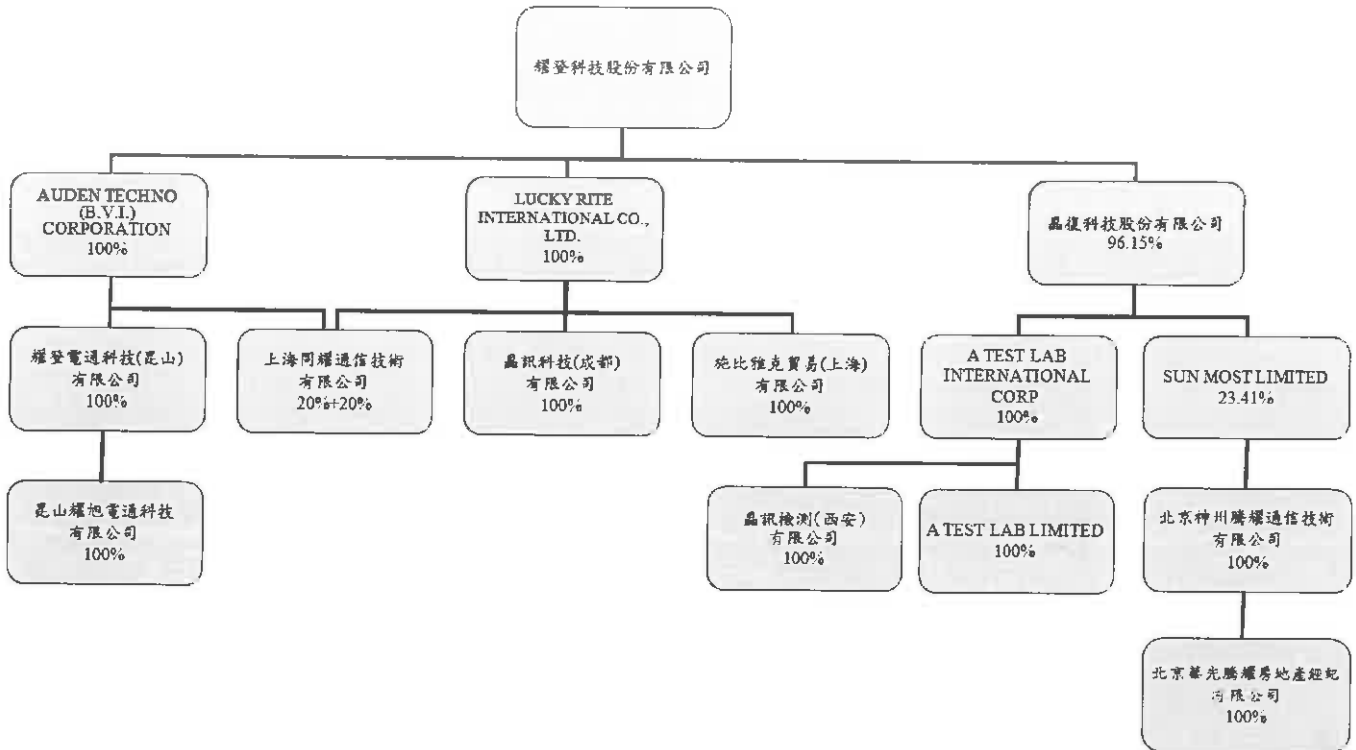 耀登科技股份有限公司
AUDEN TECHNO
(B.V.I.)
CORPORATION
100%
LUCKY RITE
INTERNATIONAL CO.,
LTD.
100%
晶復科技股份有限公司
96.15%
耀登電通科技(昆山)
有限公司
100%
上海同耀通信技術
有限公司
20%+20%
晶訊科技(成都)
有限公司
100%
施比雅克貿易(上海)
有限公司
100%
A TEST LAB
INTERNATIONAL
CORP
100%
SUN MOST LIMITED
23.41%
昆山耀旭電通科技
有限公司
100%
晶訊檢測(西安)
有限公司
100%
A TEST LAB LIMITED
100%
北京神州騰耀通信技術
有限公司
100%
北京華先騰耀房地產經紀
有限公司
100%